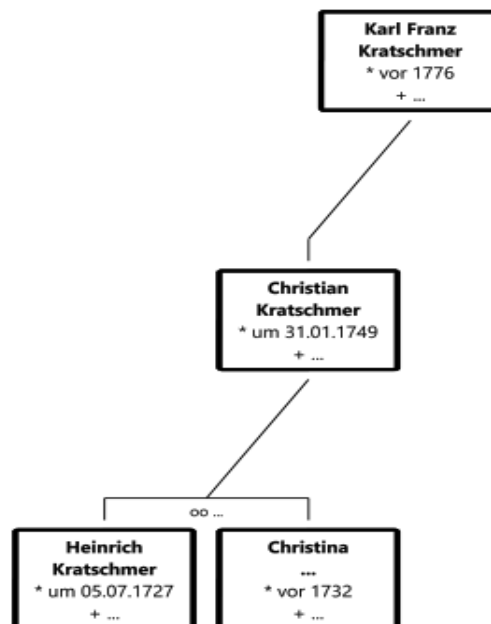 Karl Franz
Kratschmer
* vor 1776
+ ...
Christian
Kratschmer
* um 31.01.1749
+ ...
oo ...
Heinrich
Kratschmer
* um 05.07.1727
+ ...
Christina
...
* vor 1732
+ ...